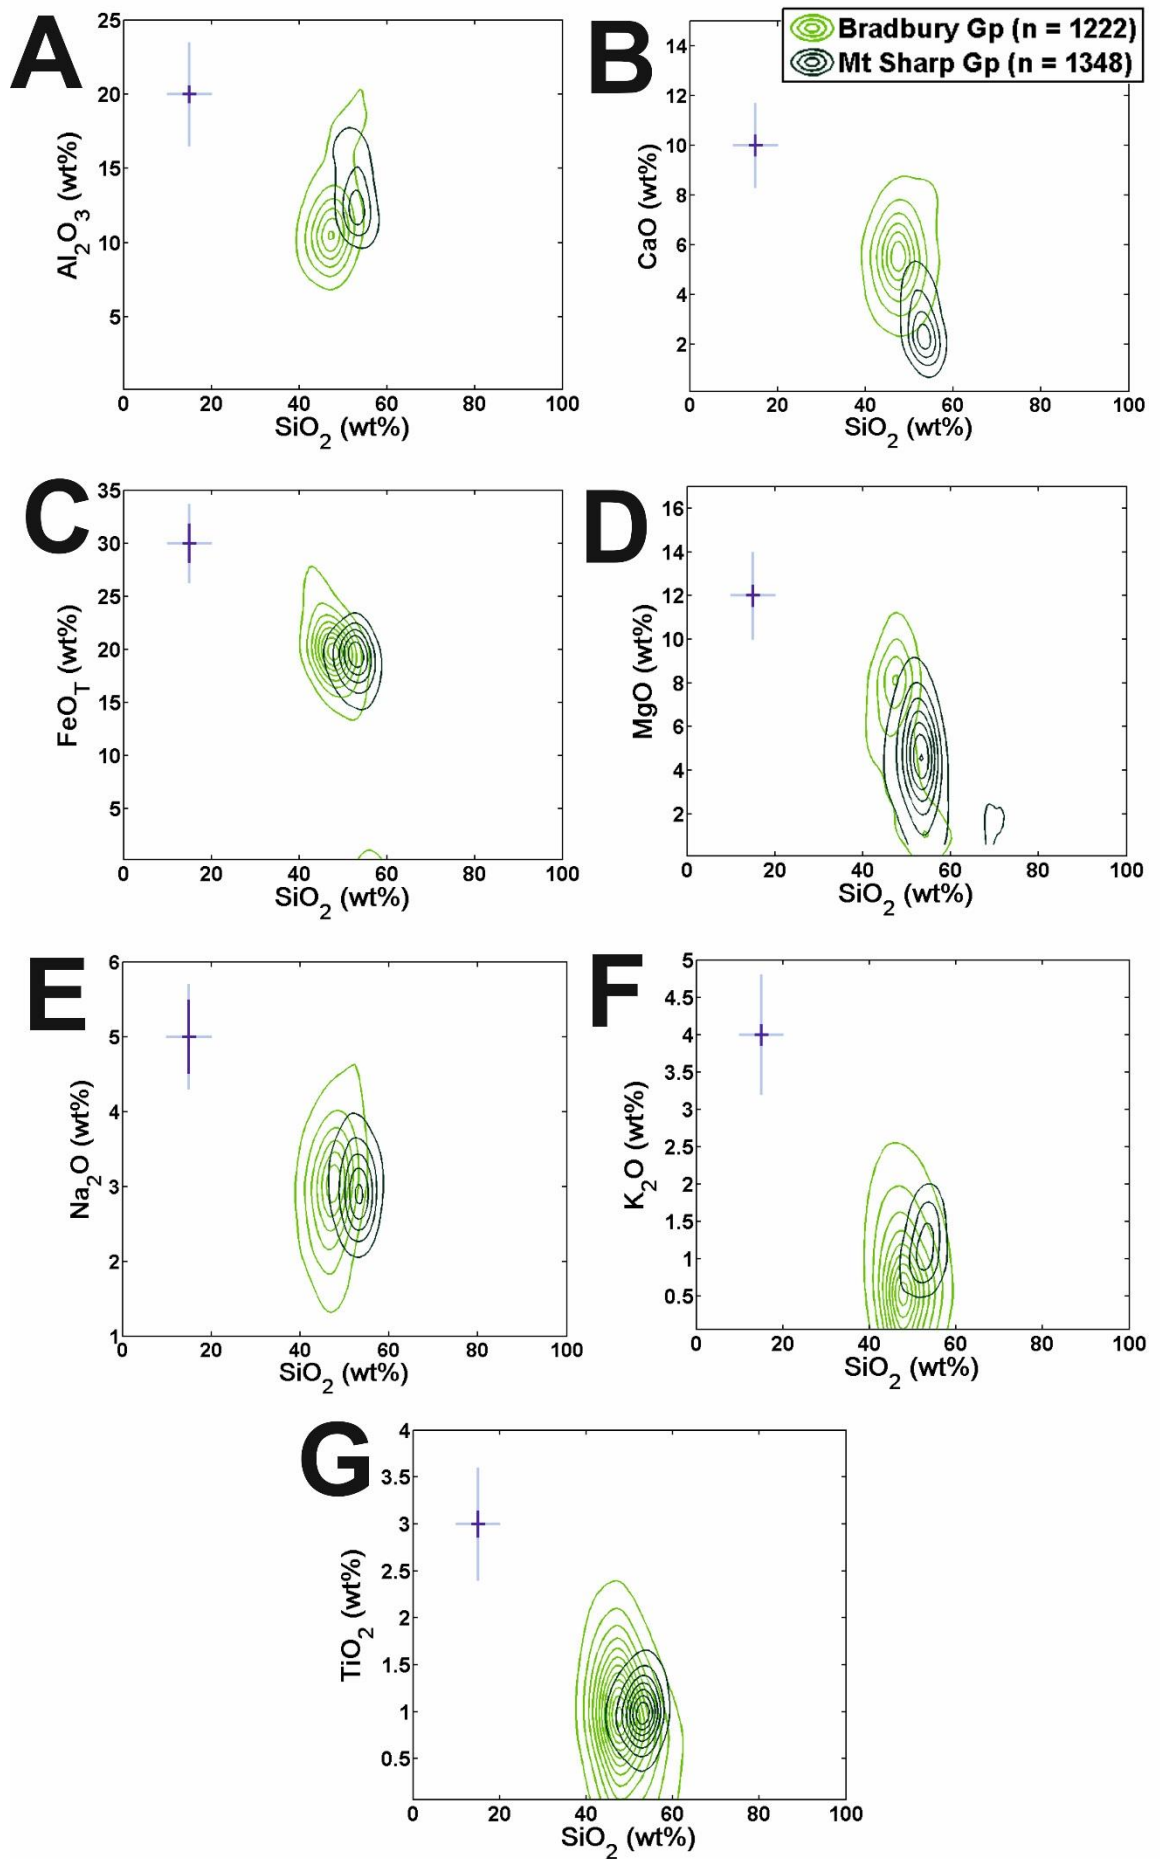 A
Al2O3 (wt%)
25
20
15
10
5
0 20 40 60 80 100
SiO2 (wt%)
B
Bradbury Gp (n = 1222)
Mt Sharp Gp (n = 1348)
CaO (wt%)
14
12
10
8
6
4
2
0 20 40 60 80 100
SiO2 (wt%)
C
FeOT (wt%)
35
30
25
20
15
10
5
0 20 40 60 80 100
SiO2 (wt%)
D
MgO (wt%)
16
14
12
10
8
6
4
2
0 20 40 60 80 100
SiO2 (wt%)
E
Na2O (wt%)
6
5
4
3
2
1
0 20 40 60 80 100
SiO2 (wt%)
F
K2O (wt%)
5
4.5
4
3.5
3
2.5
2
1.5
1
0.5
0 20 40 60 80 100
SiO2 (wt%)
G
TiO2 (wt%)
4
3.5
3
2.5
2
1.5
1
0.5
0 20 40 60 80 100
SiO2 (wt%)